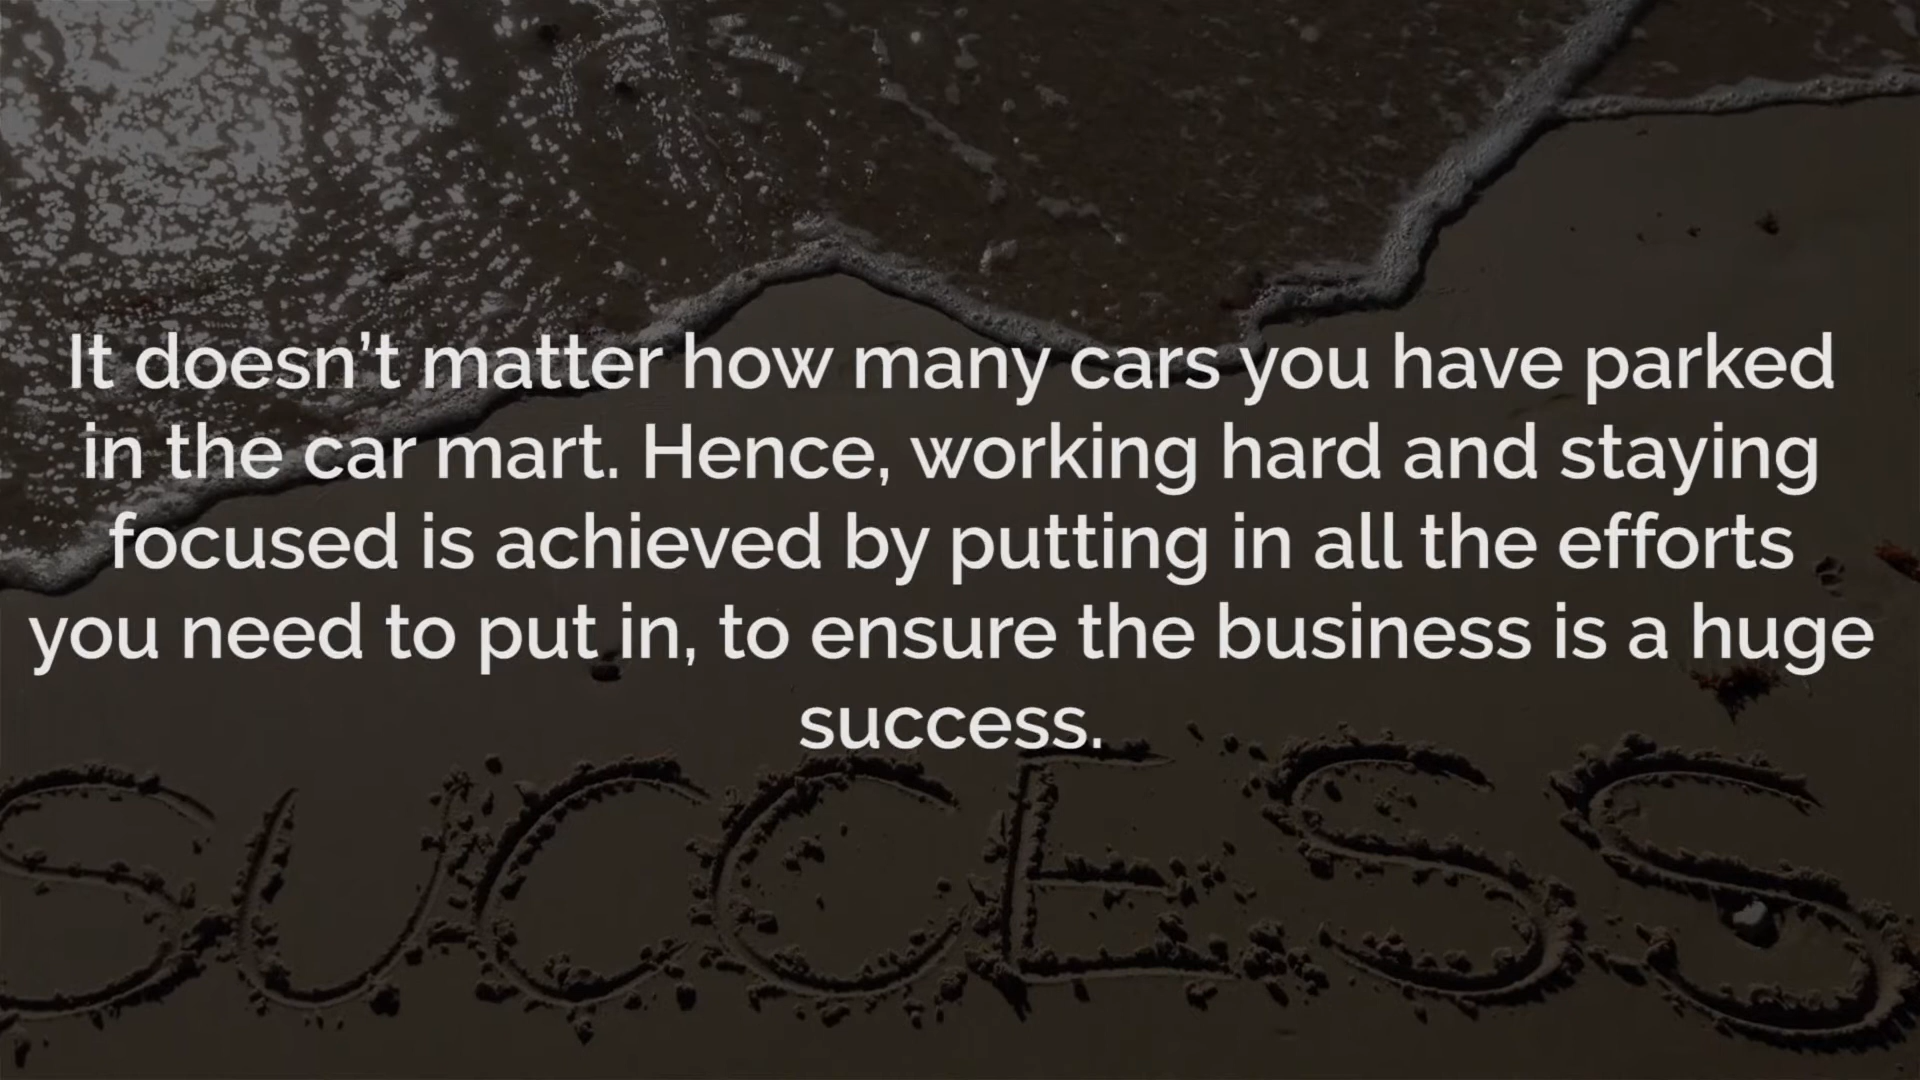 It doesn’t matter how many cars you have parked
in the car mart. Hence, working hard and staying
focused is achieved by putting in all the efforts
you need to put in, to ensure the business is a huge
success.
SUCCESS